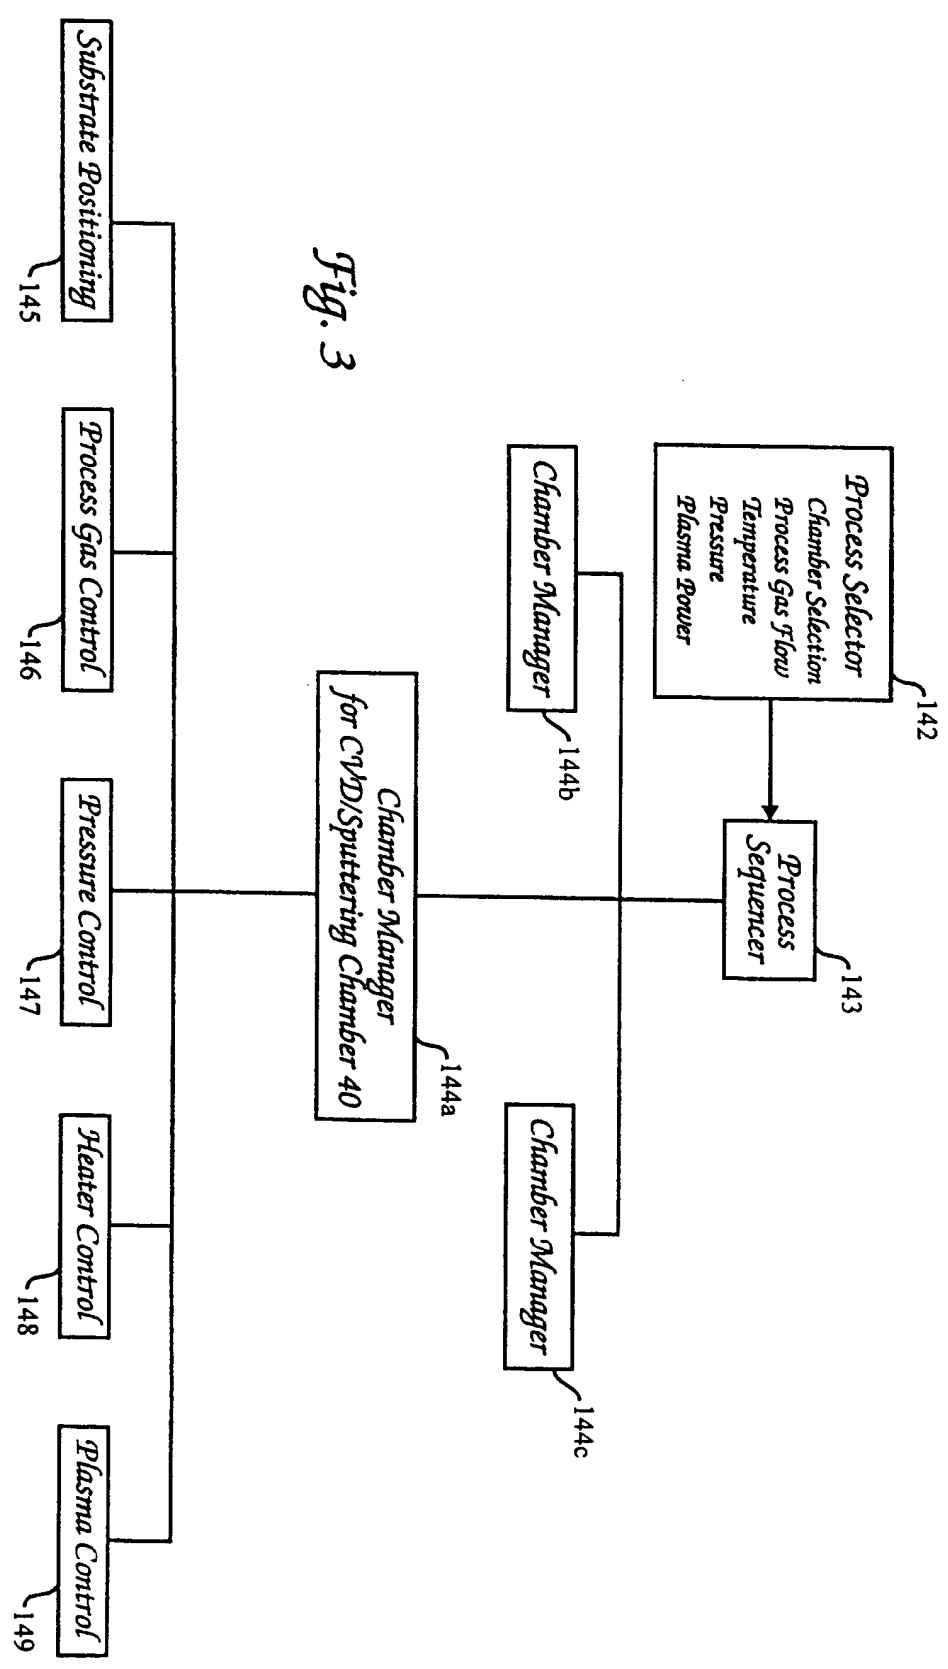 Process Selector
Chamber Selection
Process Gas Flow
Temperature
Pressure
Plasma Power
142
Process
Sequencer
143
Chamber Manager
144b
Chamber Manager
144c
Chamber Manager
for CVD/Sputtering Chamber 40
144a
Fig. 3
Substrate Positioning
145
Process Gas Control
146
Pressure Control
147
Heater Control
148
Plasma Control
149